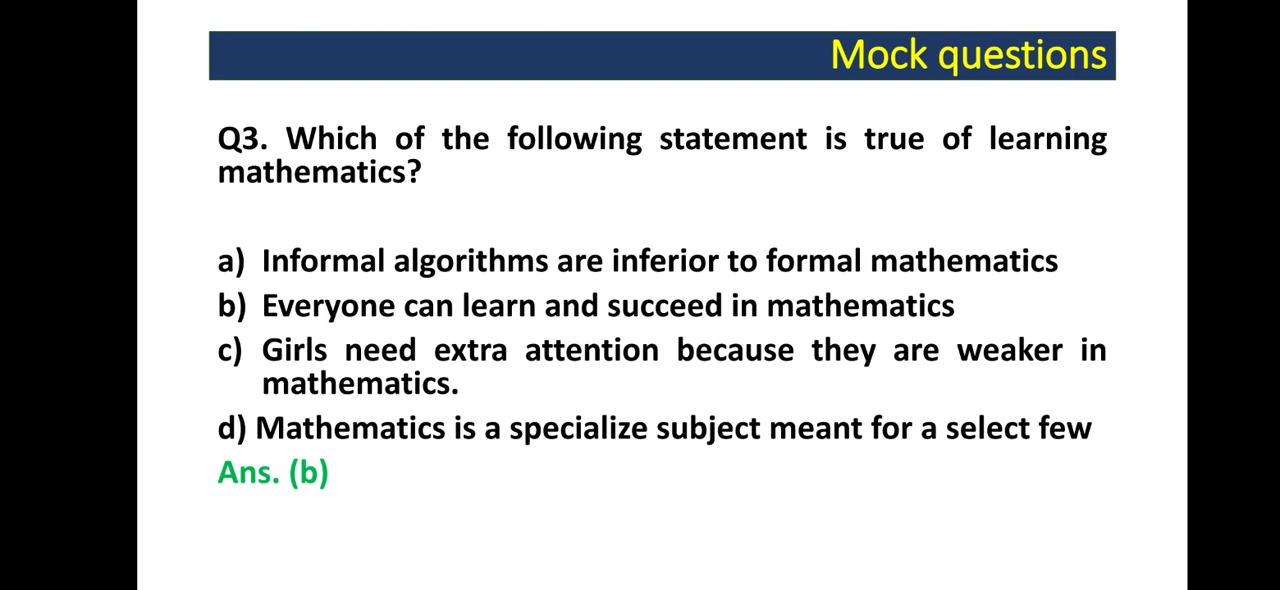 Mock questions
Q3. Which of the following statement is true of learning
mathematics?
a) Informal algorithms are inferior to formal mathematics
b) Everyone can learn and succeed in mathematics
c) Girls need extra attention because they are weaker in
mathematics.
d) Mathematics is a specialize subject meant for a select few
Ans. (b)